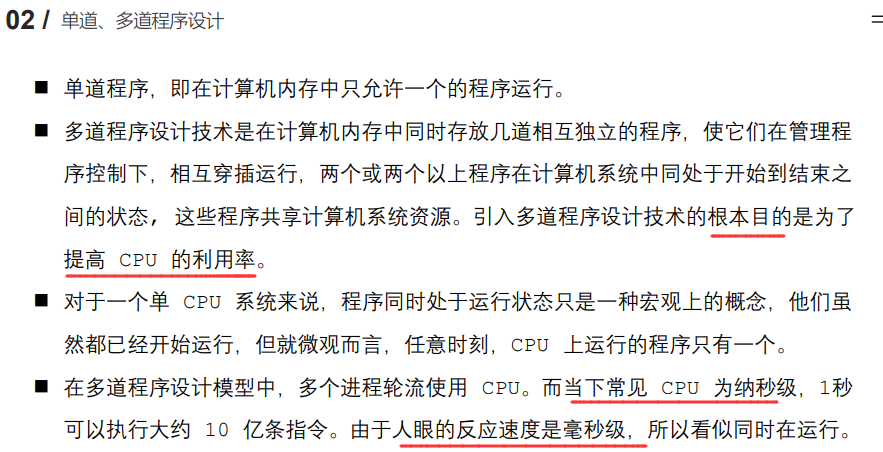 02 / 单道、多道程序设计
■ 单道程序，即在计算机内存中只允许一个的程序运行。
■ 多道程序设计技术是在计算机内存中同时存放几道相互独立的程序，使它们在管理程
序控制下，相互穿插运行，两个或两个以上程序在计算机系统中同处于开始到结束之
间的状态, 这些程序共享计算机系统资源。引入多道程序设计技术的根本目的是为了
提高 CPU 的利用率。
■ 对于一个单 CPU 系统来说，程序同时处于运行状态只是一种宏观上的概念，他们虽
然都已经开始运行，但就微观而言，任意时刻，CPU 上运行的程序只有一个。
■ 在多道程序设计模型中，多个进程轮流使用 CPU。而当下常见 CPU 为纳秒级，1秒
可以执行大约 10 亿条指令。由于人眼的反应速度是毫秒级，所以看似同时在运行。